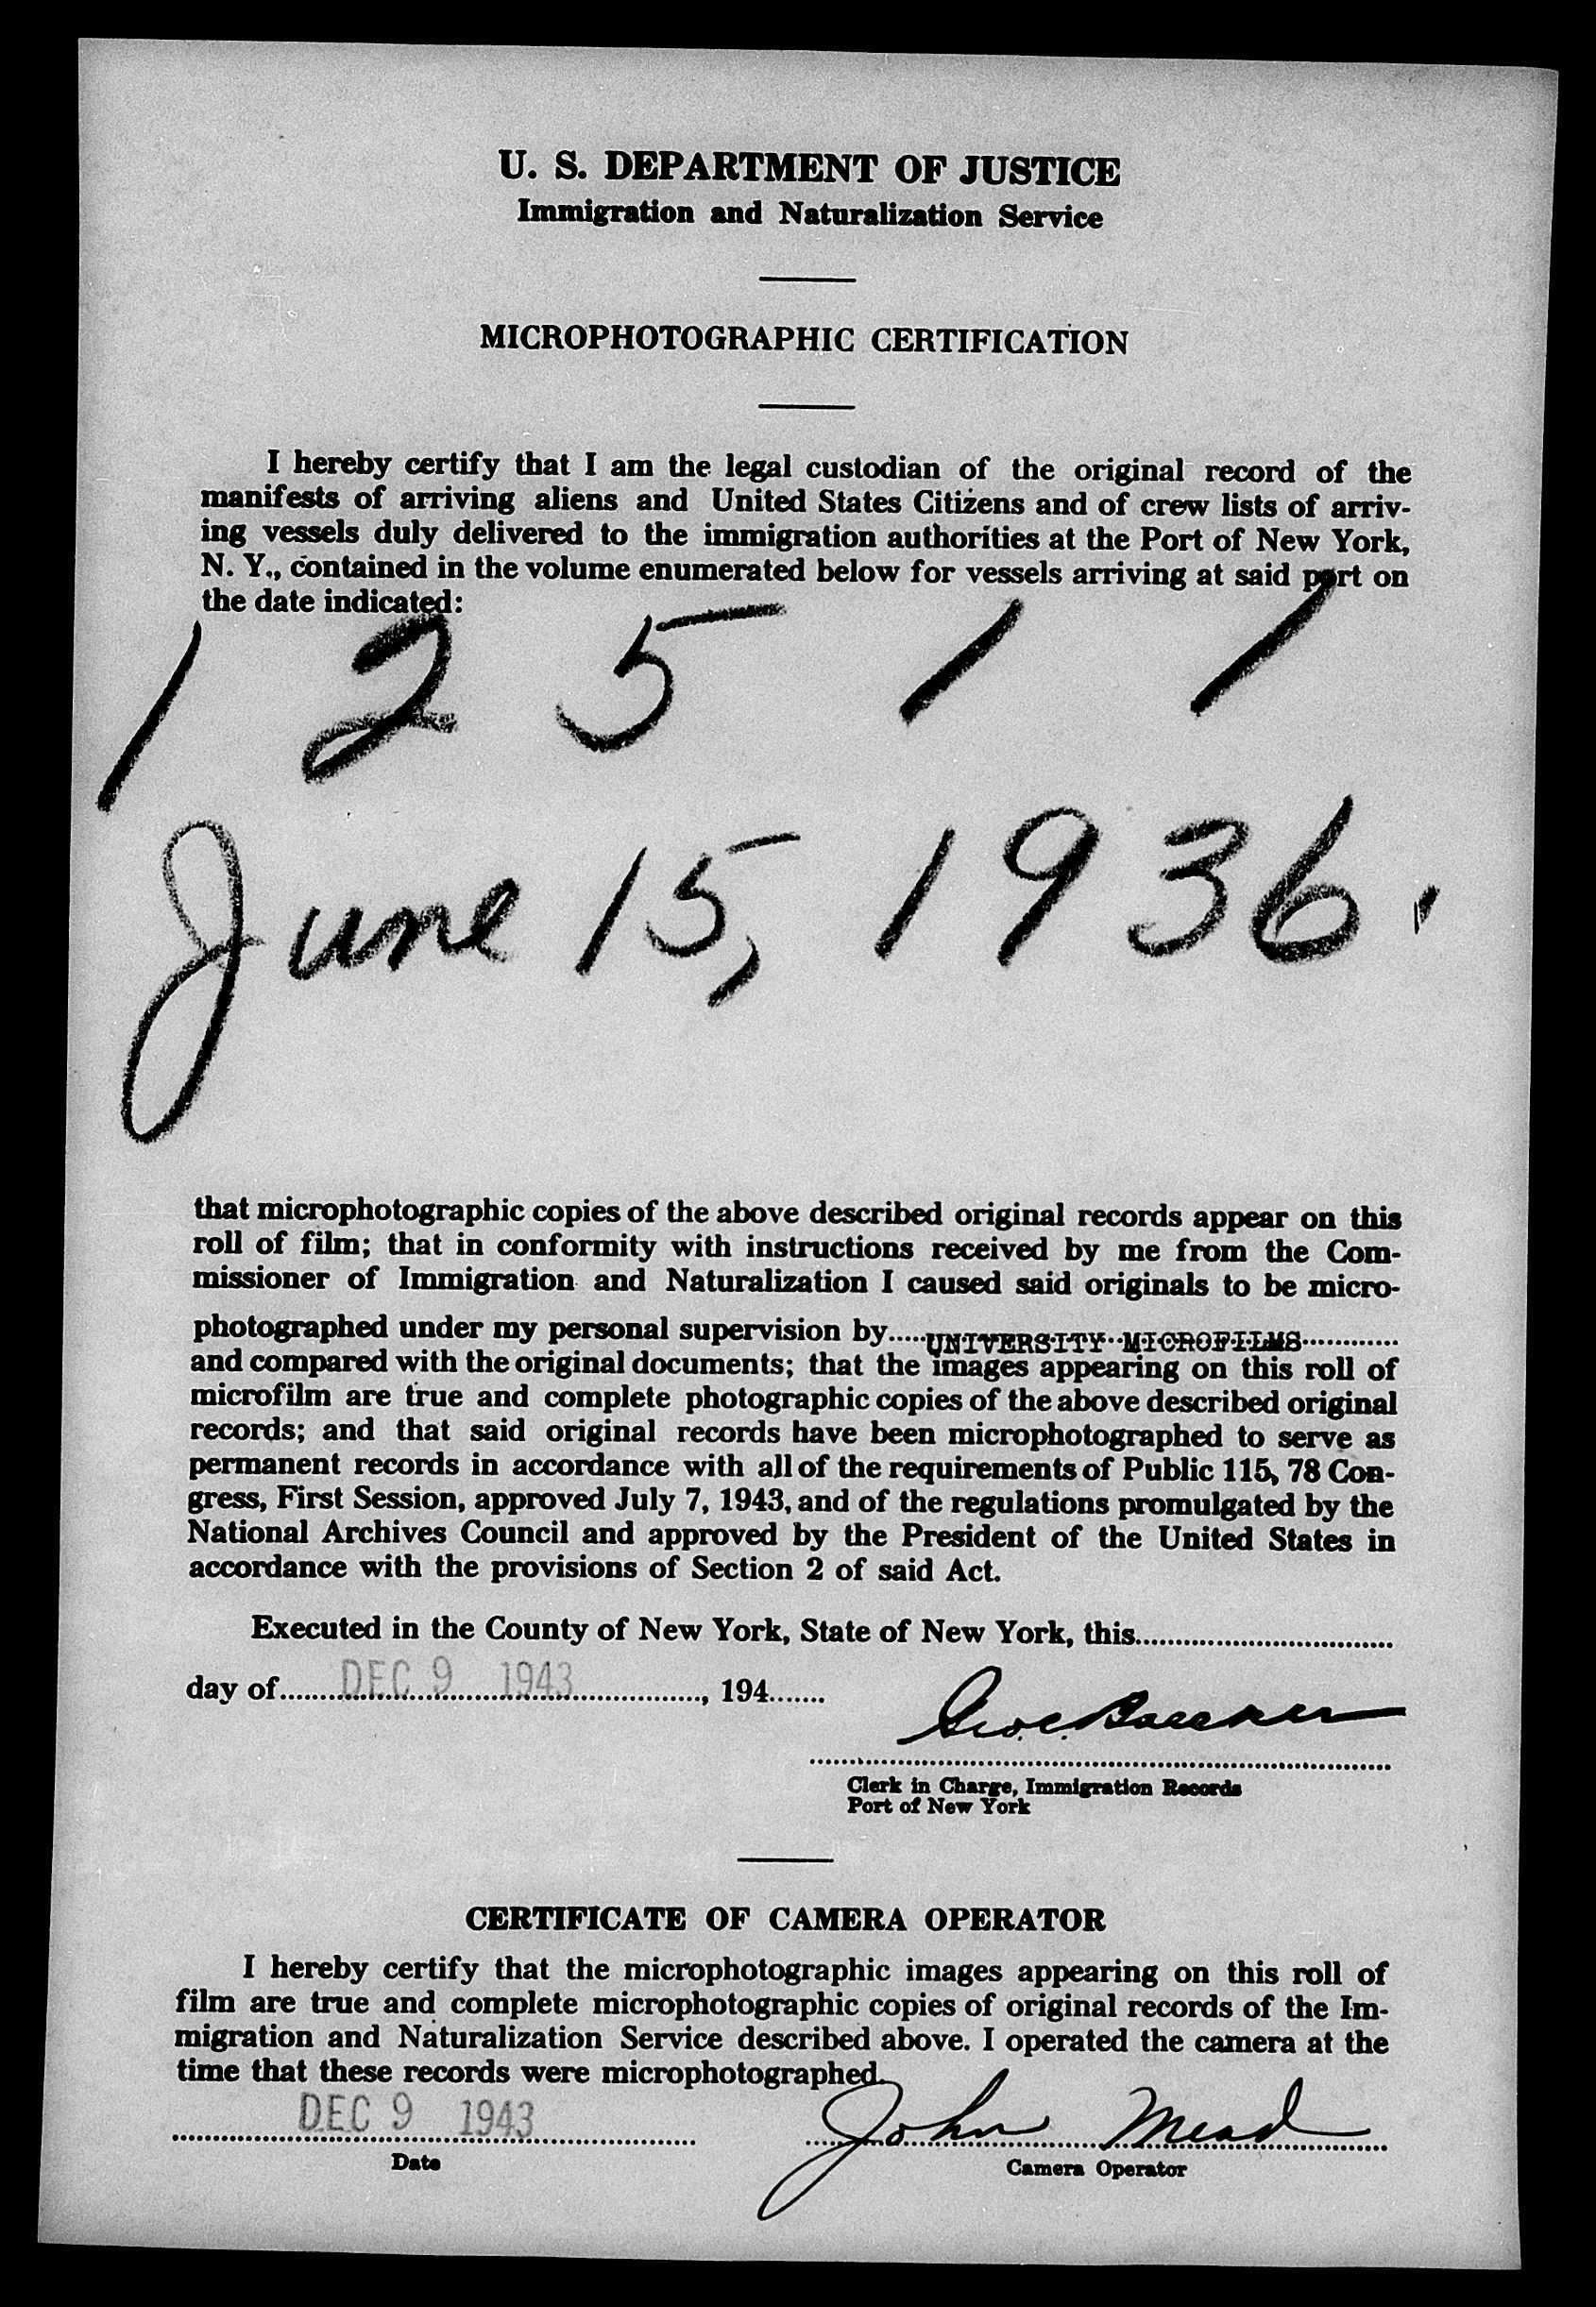 U. S. DEPARTMENT OF JUSTICE
Immigration and Naturalization Service
MICROPHOTOGRAPHIC CERTIFICATION
I hereby certify that I am the legal custodian of the original record of the
manifests of arriving aliens and United States Citizens and of crew lists of arriv-
ing vessels duly delivered to the immigration authorities at the Port of New York,
N. Y., contained in the volume enumerated below for vessels arriving at said port on
the date indicated:
1 2 5 1 1
June 15, 1936.
that microphotographic copies of the above described original records appear on this
roll of film; that in conformity with instructions received by me from the Com-
missioner of Immigration and Naturalization I caused said originals to be micro-
photographed under my personal supervision by.....UNIVERSITY MICROFILMS............
and compared with the original documents; that the images appearing on this roll of
microfilm are true and complete photographic copies of the above described original
records; and that said original records have been microphotographed to serve as
permanent records in accordance with all of the requirements of Public 115, 78 Con-
gress, First Session, approved July 7, 1943, and of the regulations promulgated by the
National Archives Council and approved by the President of the United States in
accordance with the provisions of Section 2 of said Act.
Executed in the County of New York, State of New York, this................................
day of.......DEC 9 1943................, 194.......
Geo. C. Baecker
Clerk in Charge, Immigration Records
Port of New York
CERTIFICATE OF CAMERA OPERATOR
I hereby certify that the microphotographic images appearing on this roll of
film are true and complete microphotographic copies of original records of the Im-
migration and Naturalization Service described above. I operated the camera at the
time that these records were microphotographed.
DEC 9 1943 John Mead
Date Camera Operator